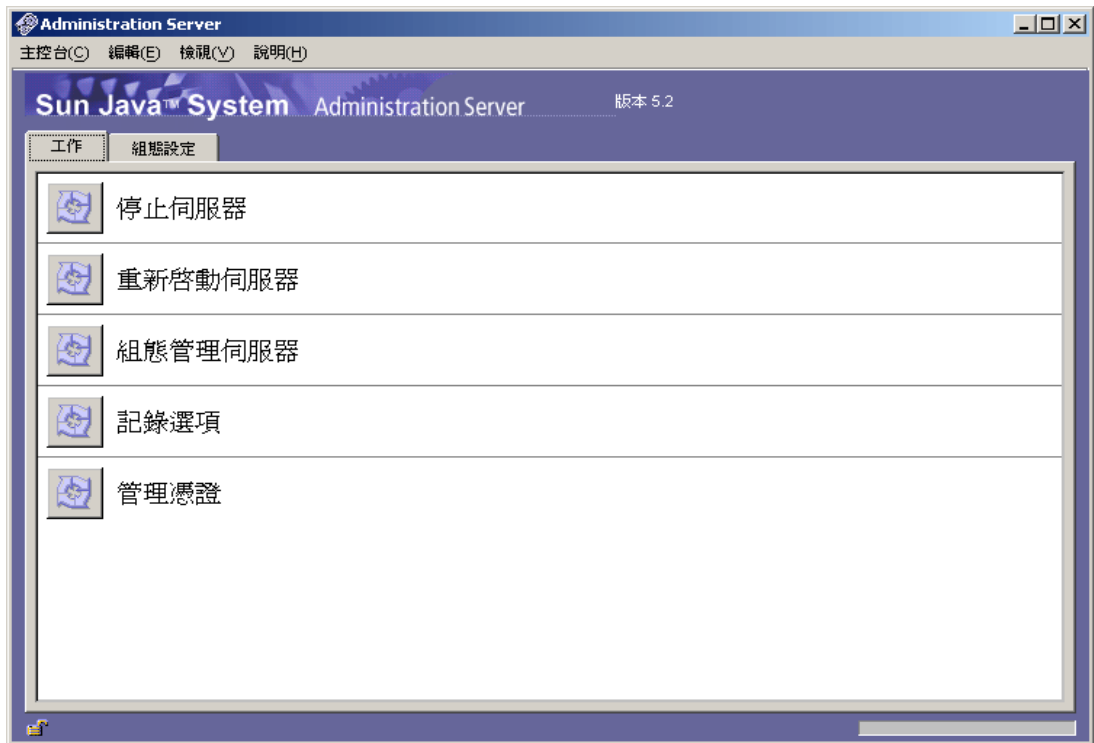 Administration Server
主控台(C) 編輯(E) 檢視(V) 說明(H)
Sun Java™ System Administration Server 版本 5.2
工作 組態設定
停止伺服器
重新啟動伺服器
組態管理伺服器
記錄選項
管理憑證